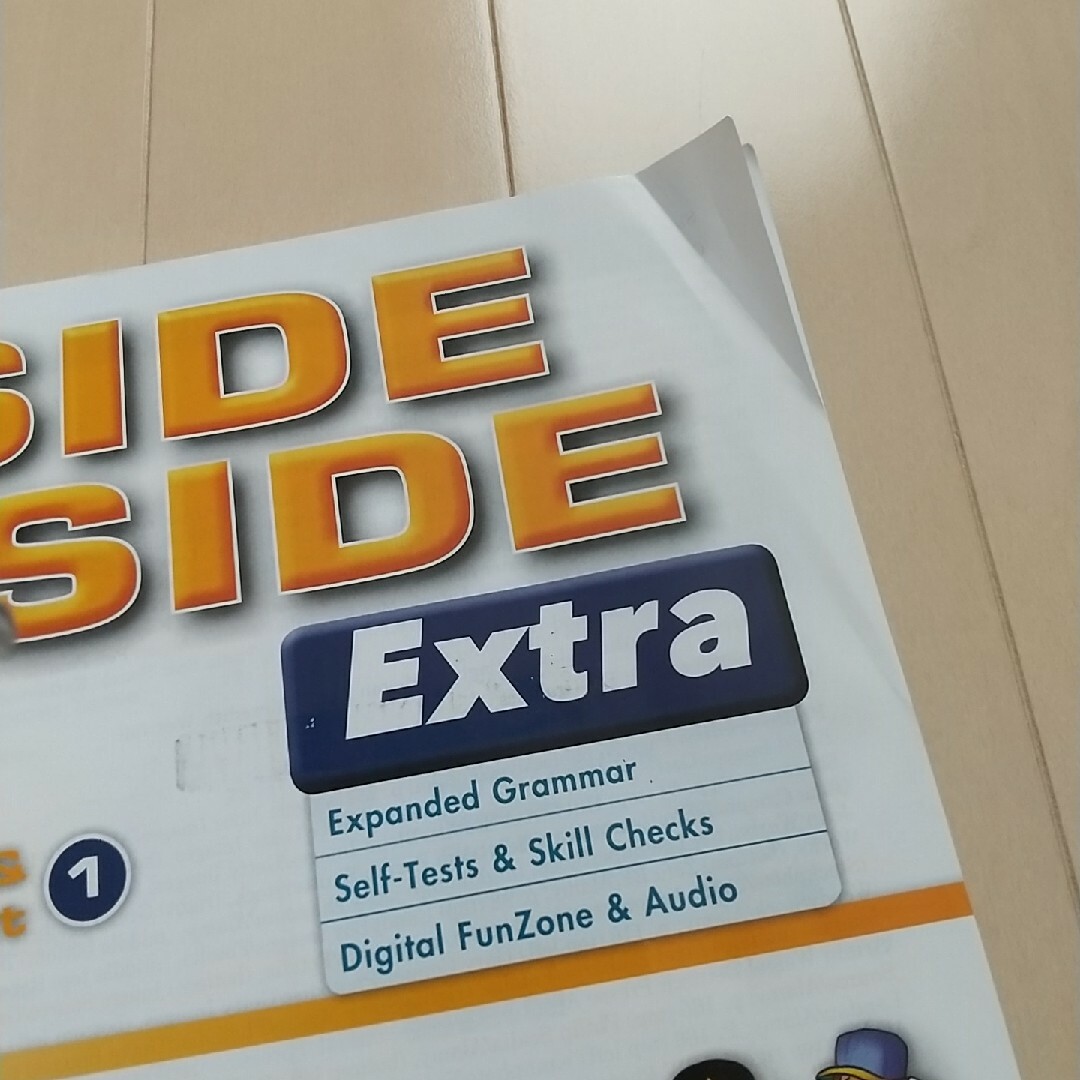 SIDE
SIDE
Extra
Expanded Grammar
Self-Tests & Skill Checks
Digital FunZone & Audio
s
t
1